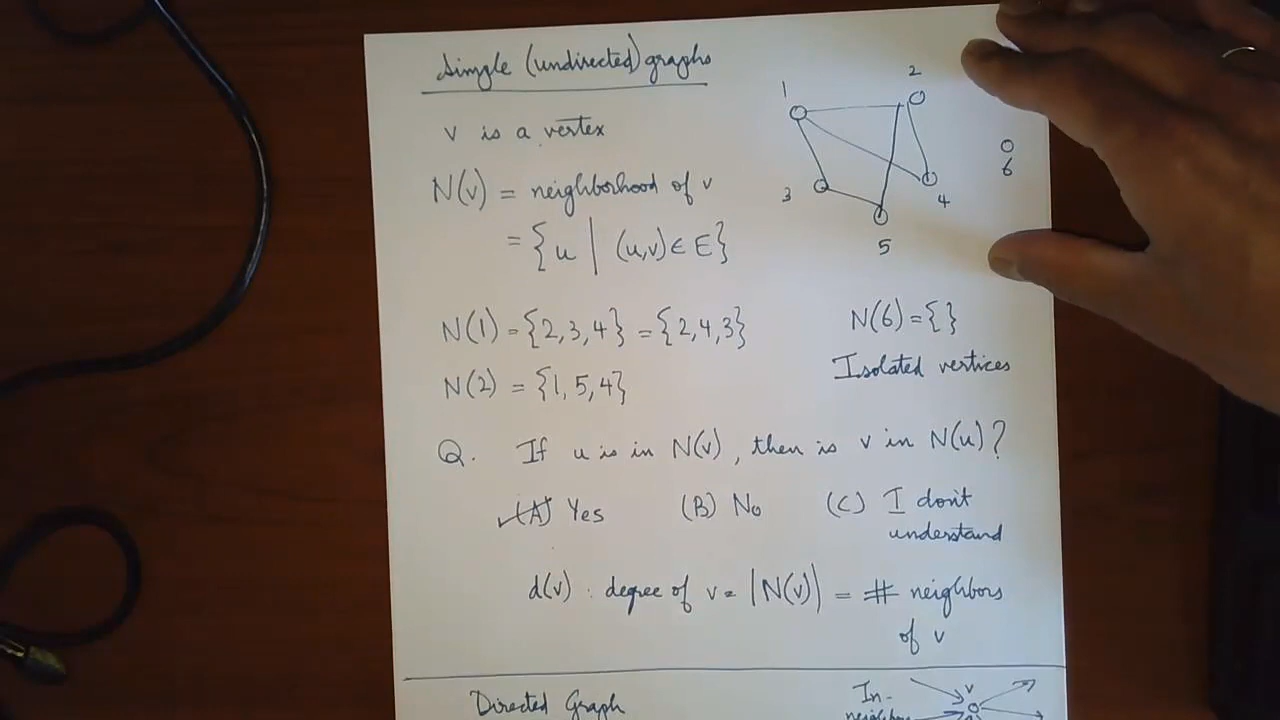 Simple (undirected) graphs
v is a vertex
N(v) = neighborhood of v
= {u | (u,v) ∈ E}
1
2
3
4
5
6
N(1) = {2,3,4} = {2,4,3}
N(6) = { }
Isolated vertices
N(2) = {1,5,4}
Q. If u is in N(v), then is v in N(u)?
✓(A) Yes (B) No (C) I don't
understand
d(v) : degree of v = |N(v)| = # neighbors
of v
Directed Graph
In-
neighbors
v